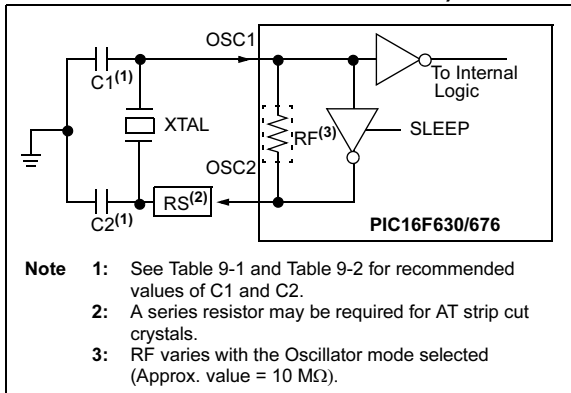 OSC1
C1(1)
To Internal
Logic
XTAL
RF(3)
SLEEP
OSC2
RS(2)
C2(1)
PIC16F630/676
Note 1: See Table 9-1 and Table 9-2 for recommended
values of C1 and C2.
2: A series resistor may be required for AT strip cut
crystals.
3: RF varies with the Oscillator mode selected
(Approx. value = 10 MΩ).